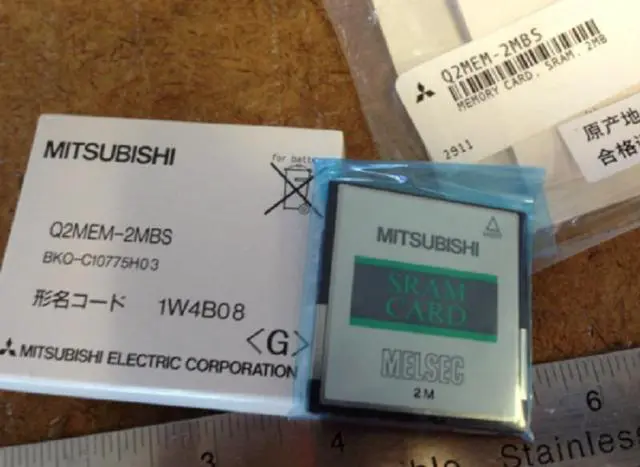 MITSUBISHI
for batte
Q2MEM-2MBS
BKO-C10775H03
形名コード 1W4B08
<G>
MITSUBISHI ELECTRIC CORPORATION
MITSUBISHI
SRAM
CARD
MELSEC
2M
Q2MEM-2MBS
MEMORY CARD, SRAM, 2MB
2911
原产地
合格
3
4
6
Stainless